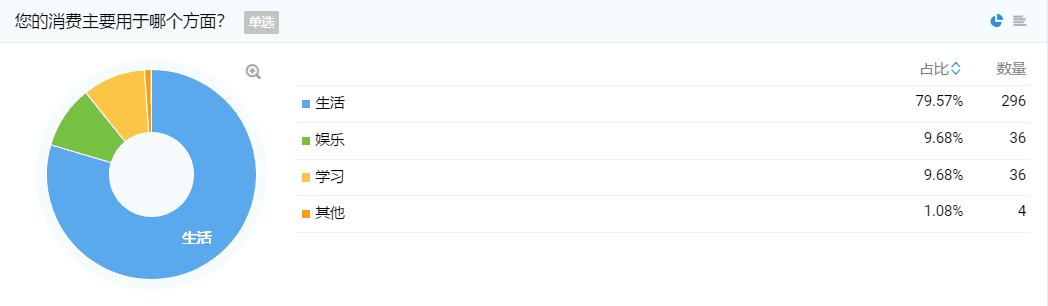 您的消费主要用于哪个方面? 单选
占比 数量
生活 79.57% 296
娱乐 9.68% 36
学习 9.68% 36
其他 1.08% 4
生活